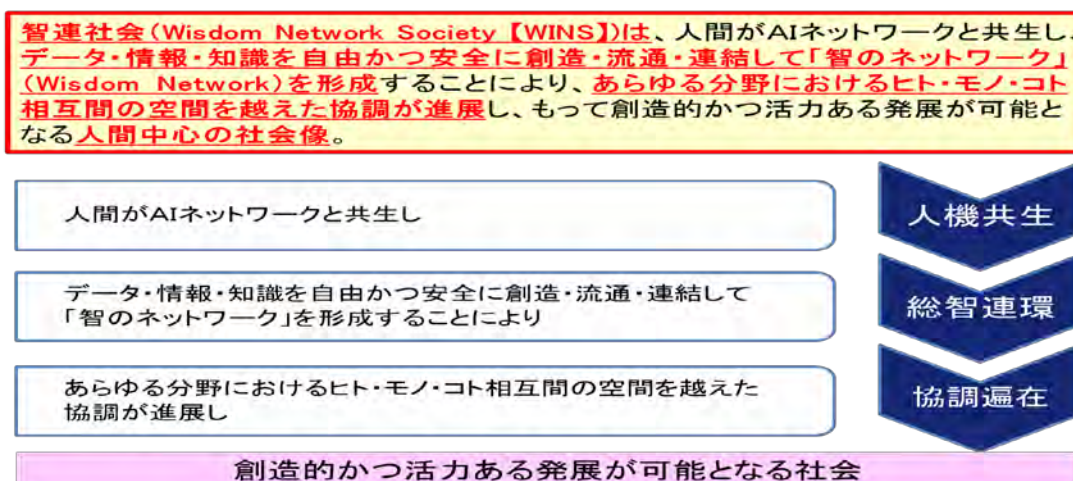 智連社会(Wisdom Network Society【WINS】)は、人間がAIネットワークと共生し、
データ・情報・知識を自由かつ安全に創造・流通・連結して「智のネットワーク」
(Wisdom Network)を形成することにより、あらゆる分野におけるヒト・モノ・コト
相互間の空間を越えた協調が進展し、もって創造的かつ活力ある発展が可能と
なる人間中心の社会像。
人間がAIネットワークと共生し
人機共生
データ・情報・知識を自由かつ安全に創造・流通・連結して
「智のネットワーク」を形成することにより
総智連環
あらゆる分野におけるヒト・モノ・コト相互間の空間を越えた
協調が進展し
協調遍在
創造的かつ活力ある発展が可能となる社会